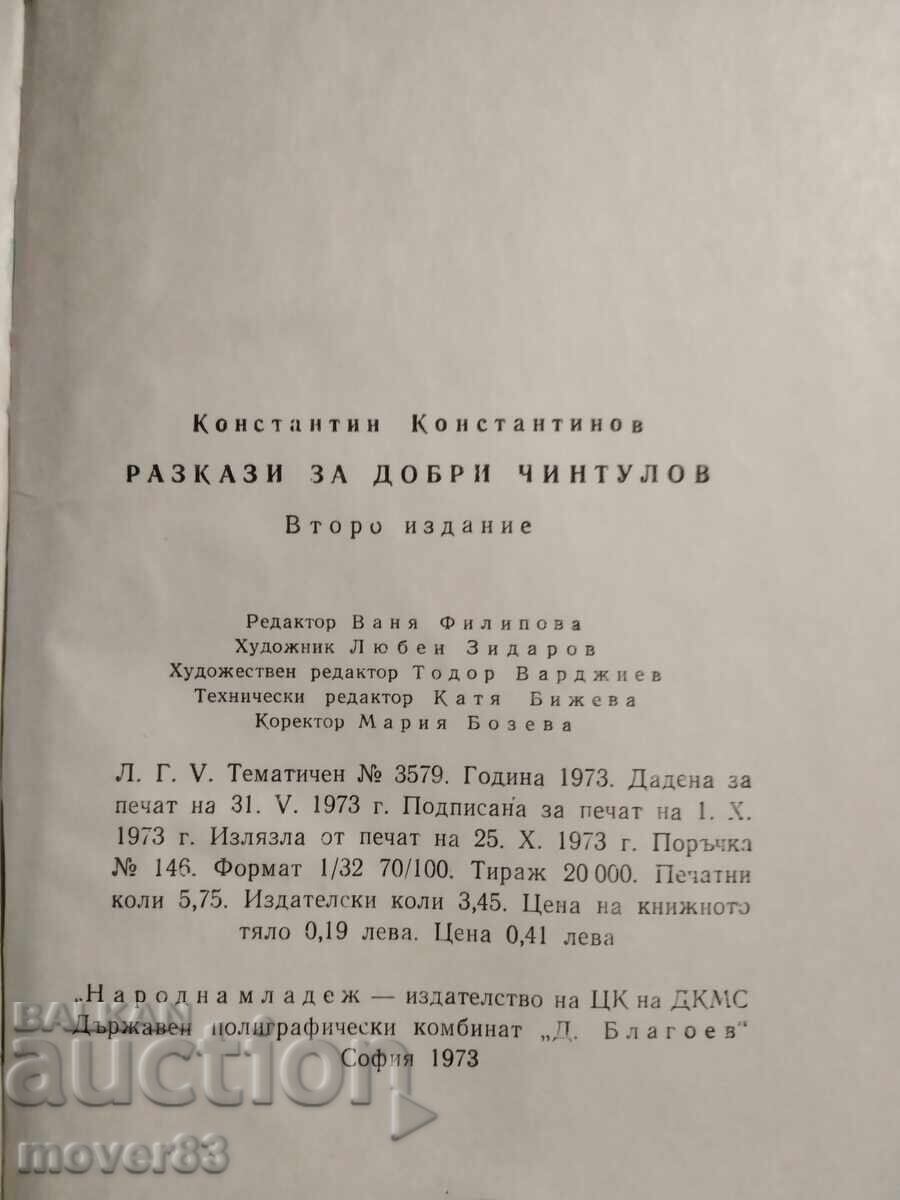 Константин Константинов
РАЗКАЗИ ЗА ДОБРИ ЧИНТУЛОВ
Второ издание
Редактор Ваня Филипова
Художник Любен Зидаров
Художествен редактор Тодор Варджиев
Технически редактор Катя Бижева
Коректор Мария Бозева
Л. Г. V. Тематичен № 3579. Година 1973. Дадена за
печат на 31. V. 1973 г. Подписана за печат на 1. X.
1973 г. Излязла от печат на 25. X. 1973 г. Поръчка
№ 146. Формат 1/32 70/100. Тираж 20 000. Печатни
коли 5,75. Издателски коли 3,45. Цена на книжното
тяло 0,19 лева. Цена 0,41 лева
„Народна младеж — издателство на ЦК на ДКМС
Държавен полиграфически комбинат „Д. Благоев“
София 1973
BALKAN
auction
mover83